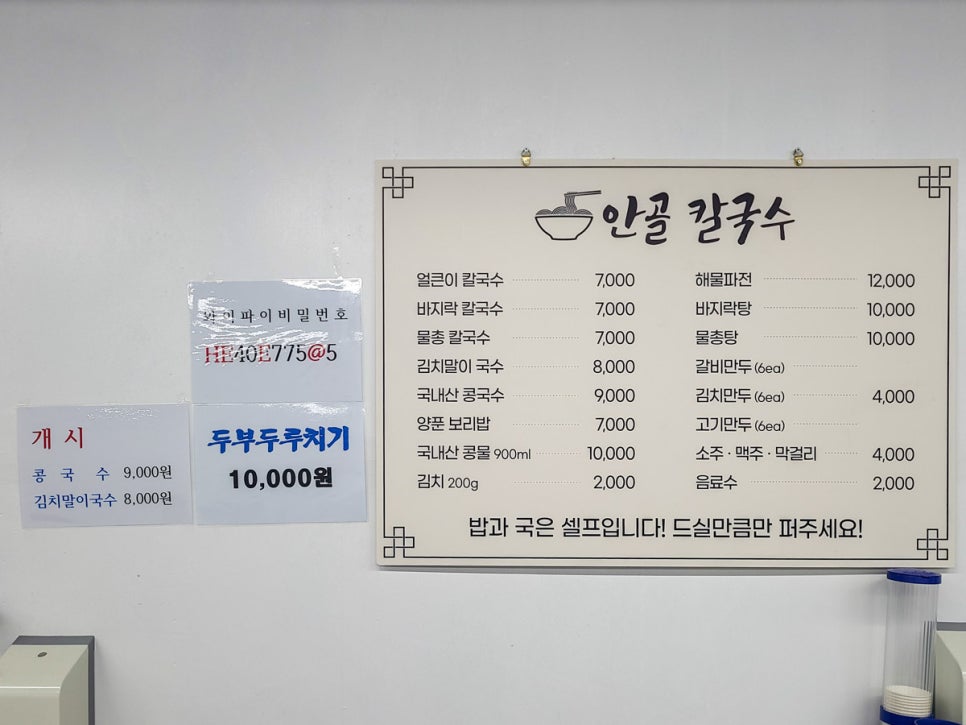 와이파이비밀번호
HE40E775@5
개시
콩국수 9,000원
김치말이국수 8,000원
두부두루치기
10,000원
안골 칼국수
얼큰이 칼국수 7,000
바지락 칼국수 7,000
물총 칼국수 7,000
김치말이 국수 8,000
국내산 콩국수 9,000
양푼 보리밥 7,000
국내산 콩물 900ml 10,000
김치 200g 2,000
해물파전 12,000
바지락탕 10,000
물총탕 10,000
갈비만두 (6ea)
김치만두 (6ea) 4,000
고기만두 (6ea)
소주 · 맥주 · 막걸리 4,000
음료수 2,000
밥과 국은 셀프입니다! 드실만큼만 퍼주세요!